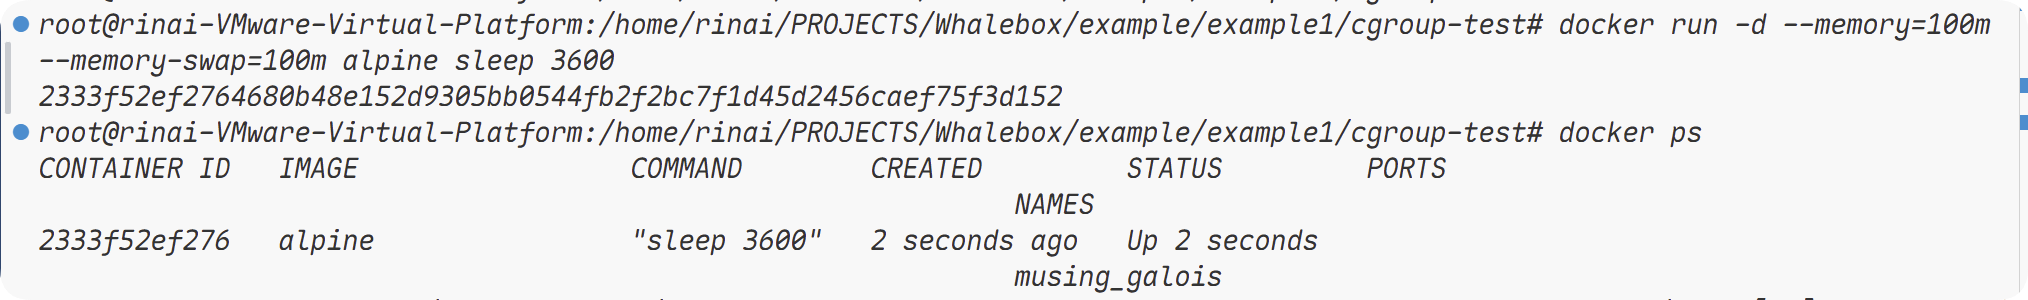 root@rinai-VMware-Virtual-Platform:/home/rinai/PROJECTS/Whalebox/example/example1/cgroup-test# docker run -d --memory=100m
--memory-swap=100m alpine sleep 3600
2333f52ef2764680b48e152d9305bb0544fb2f2bc7f1d45d2456caef75f3d152
root@rinai-VMware-Virtual-Platform:/home/rinai/PROJECTS/Whalebox/example/example1/cgroup-test# docker ps
CONTAINER ID   IMAGE                 COMMAND        CREATED         STATUS         PORTS
NAMES
2333f52ef276   alpine                "sleep 3600"   2 seconds ago   Up 2 seconds
musing_galois